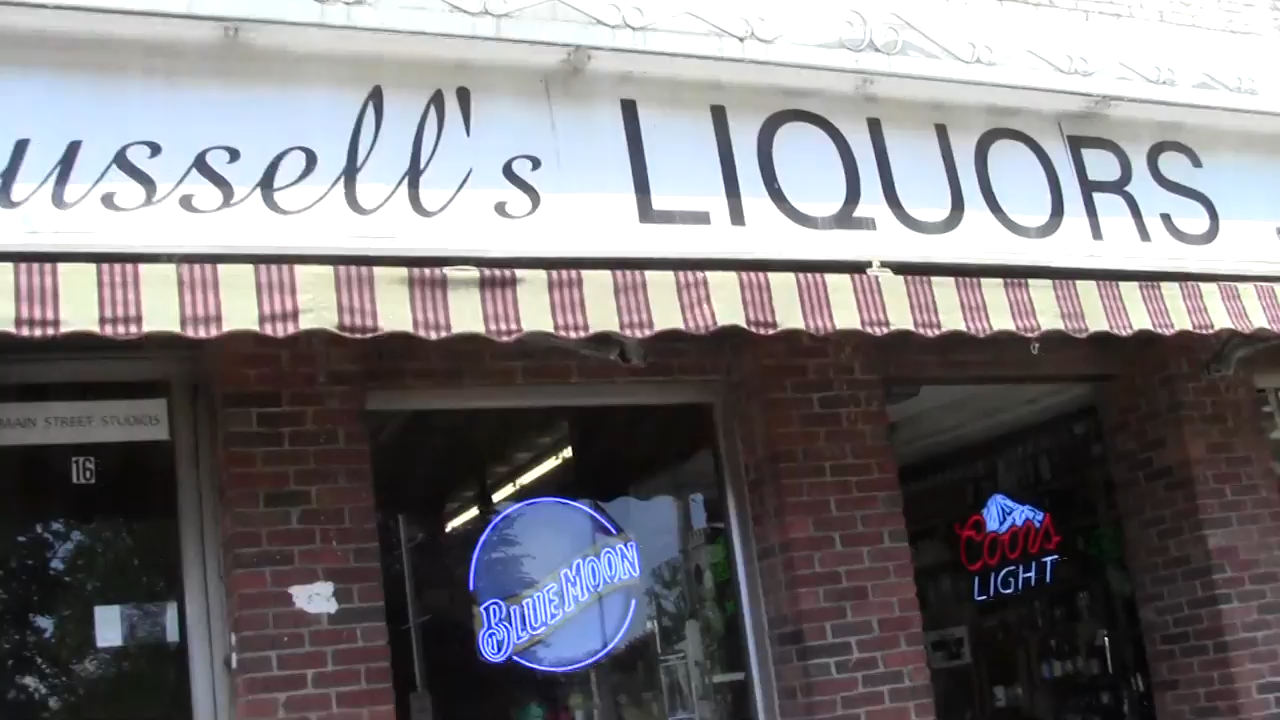 ussell's LIQUORS
MAIN STREET STUDIOS
16
BLUE MOON
Coors
LIGHT